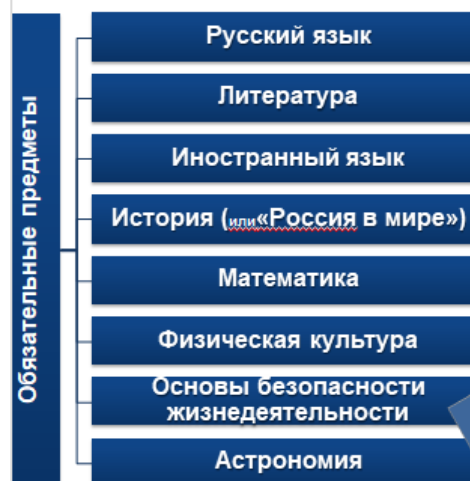 Обязательные предметы
Русский язык
Литература
Иностранный язык
История (или«Россия в мире»)
Математика
Физическая культура
Основы безопасности
жизнедеятельности
Астрономия